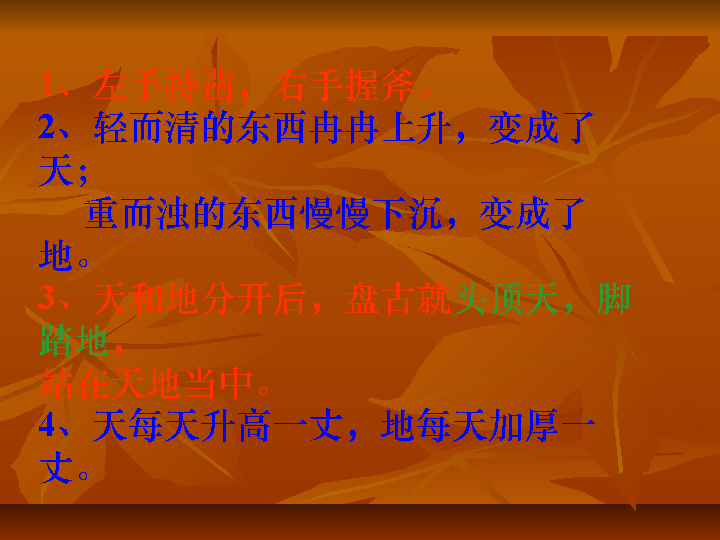 1、左手持凿，右手握斧。
2、轻而清的东西冉冉上升，变成了
天；
重而浊的东西慢慢下沉，变成了
地。
3、天和地分开后，盘古就头顶天，脚
踏地，
站在天地当中。
4、天每天升高一丈，地每天加厚一
丈。